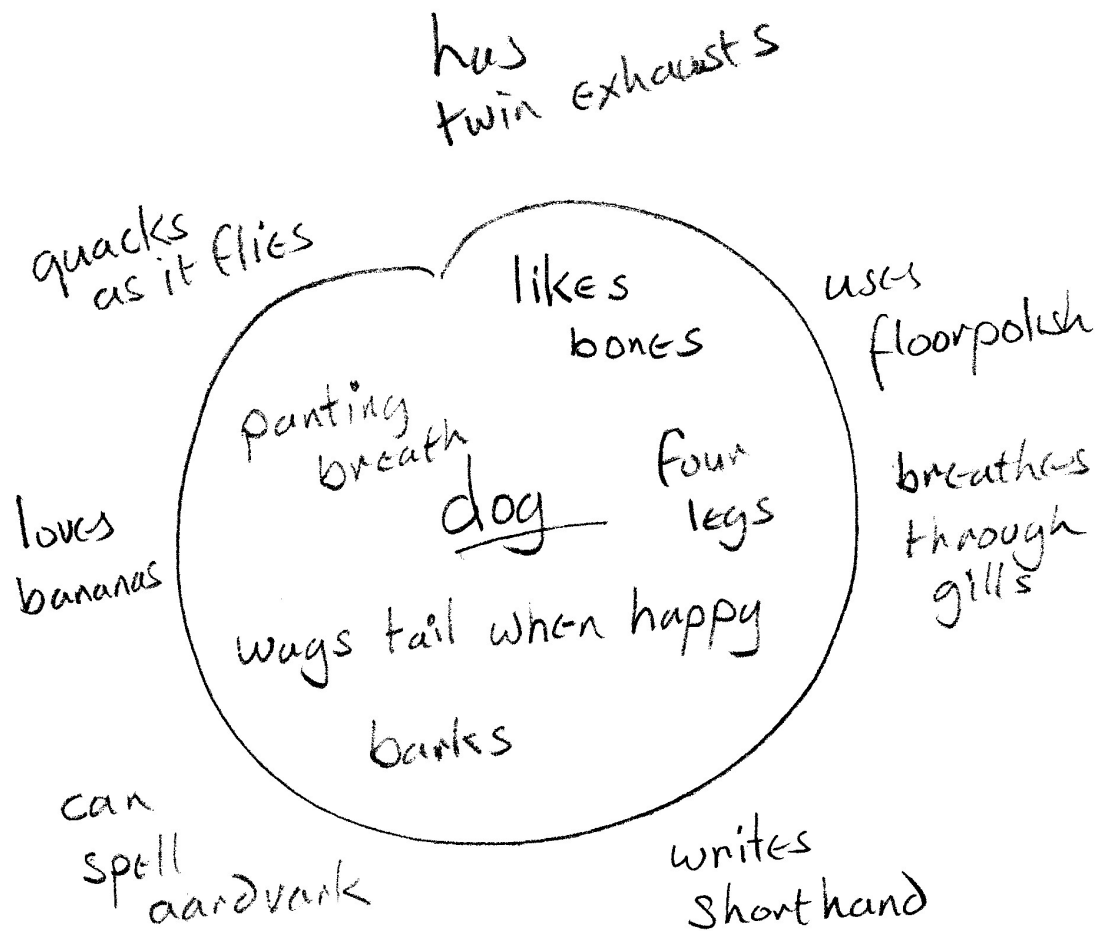 has
twin exhausts
quacks
as it flies
likes
bones
uses
floorpolish
panting
breath
four
legs
dog
breathes
through
gills
loves
bananas
wags tail when happy
barks
can
spell
aardvark
writes
shorthand